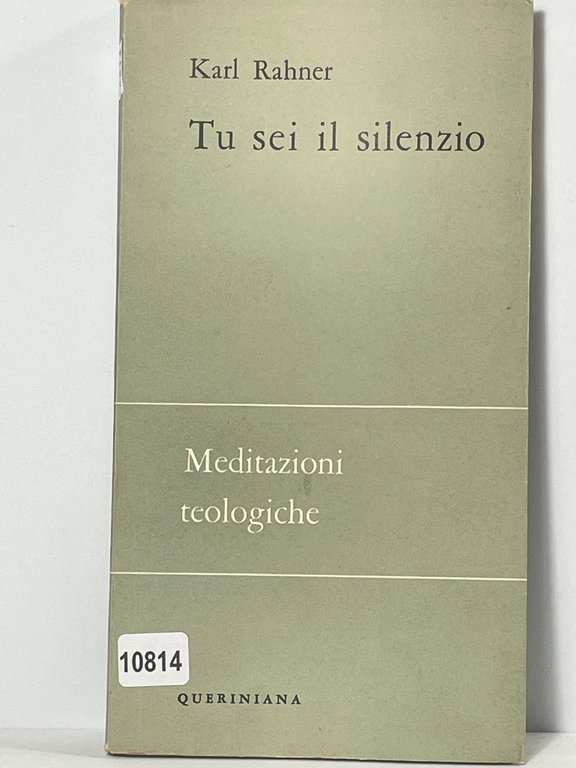 Karl Rahner
Tu sei il silenzio
Meditazioni
teologiche
10814
QUERINIANA